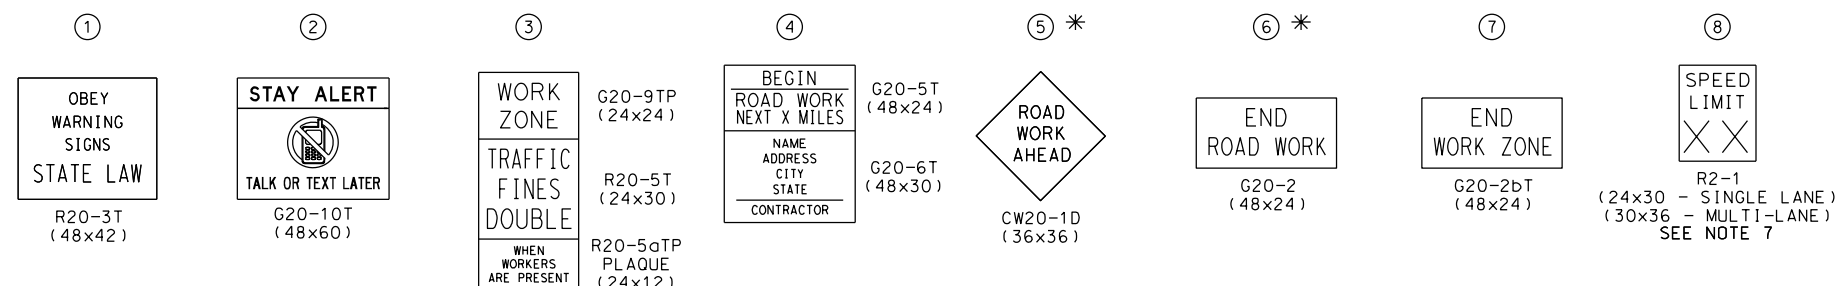 1
OBEY
WARNING
SIGNS
STATE LAW
R20-3T
(48x42)
2
STAY ALERT
TALK OR TEXT LATER
G20-10T
(48x60)
3
WORK
ZONE
G20-9TP
(24x24)
TRAFFIC
FINES
DOUBLE
R20-5T
(24x30)
WHEN
WORKERS
ARE PRESENT
R20-5aTP
PLAQUE
(24x12)
4
BEGIN
ROAD WORK
NEXT X MILES
G20-5T
(48x24)
NAME
ADDRESS
CITY
STATE
CONTRACTOR
G20-6T
(48x30)
5 *
ROAD
WORK
AHEAD
CW20-1D
(36x36)
6 *
END
ROAD WORK
G20-2
(48x24)
7
END
WORK ZONE
G20-2bT
(48x24)
8
SPEED
LIMIT
XX
R2-1
(24x30 - SINGLE LANE)
(30x36 - MULTI-LANE)
SEE NOTE 7